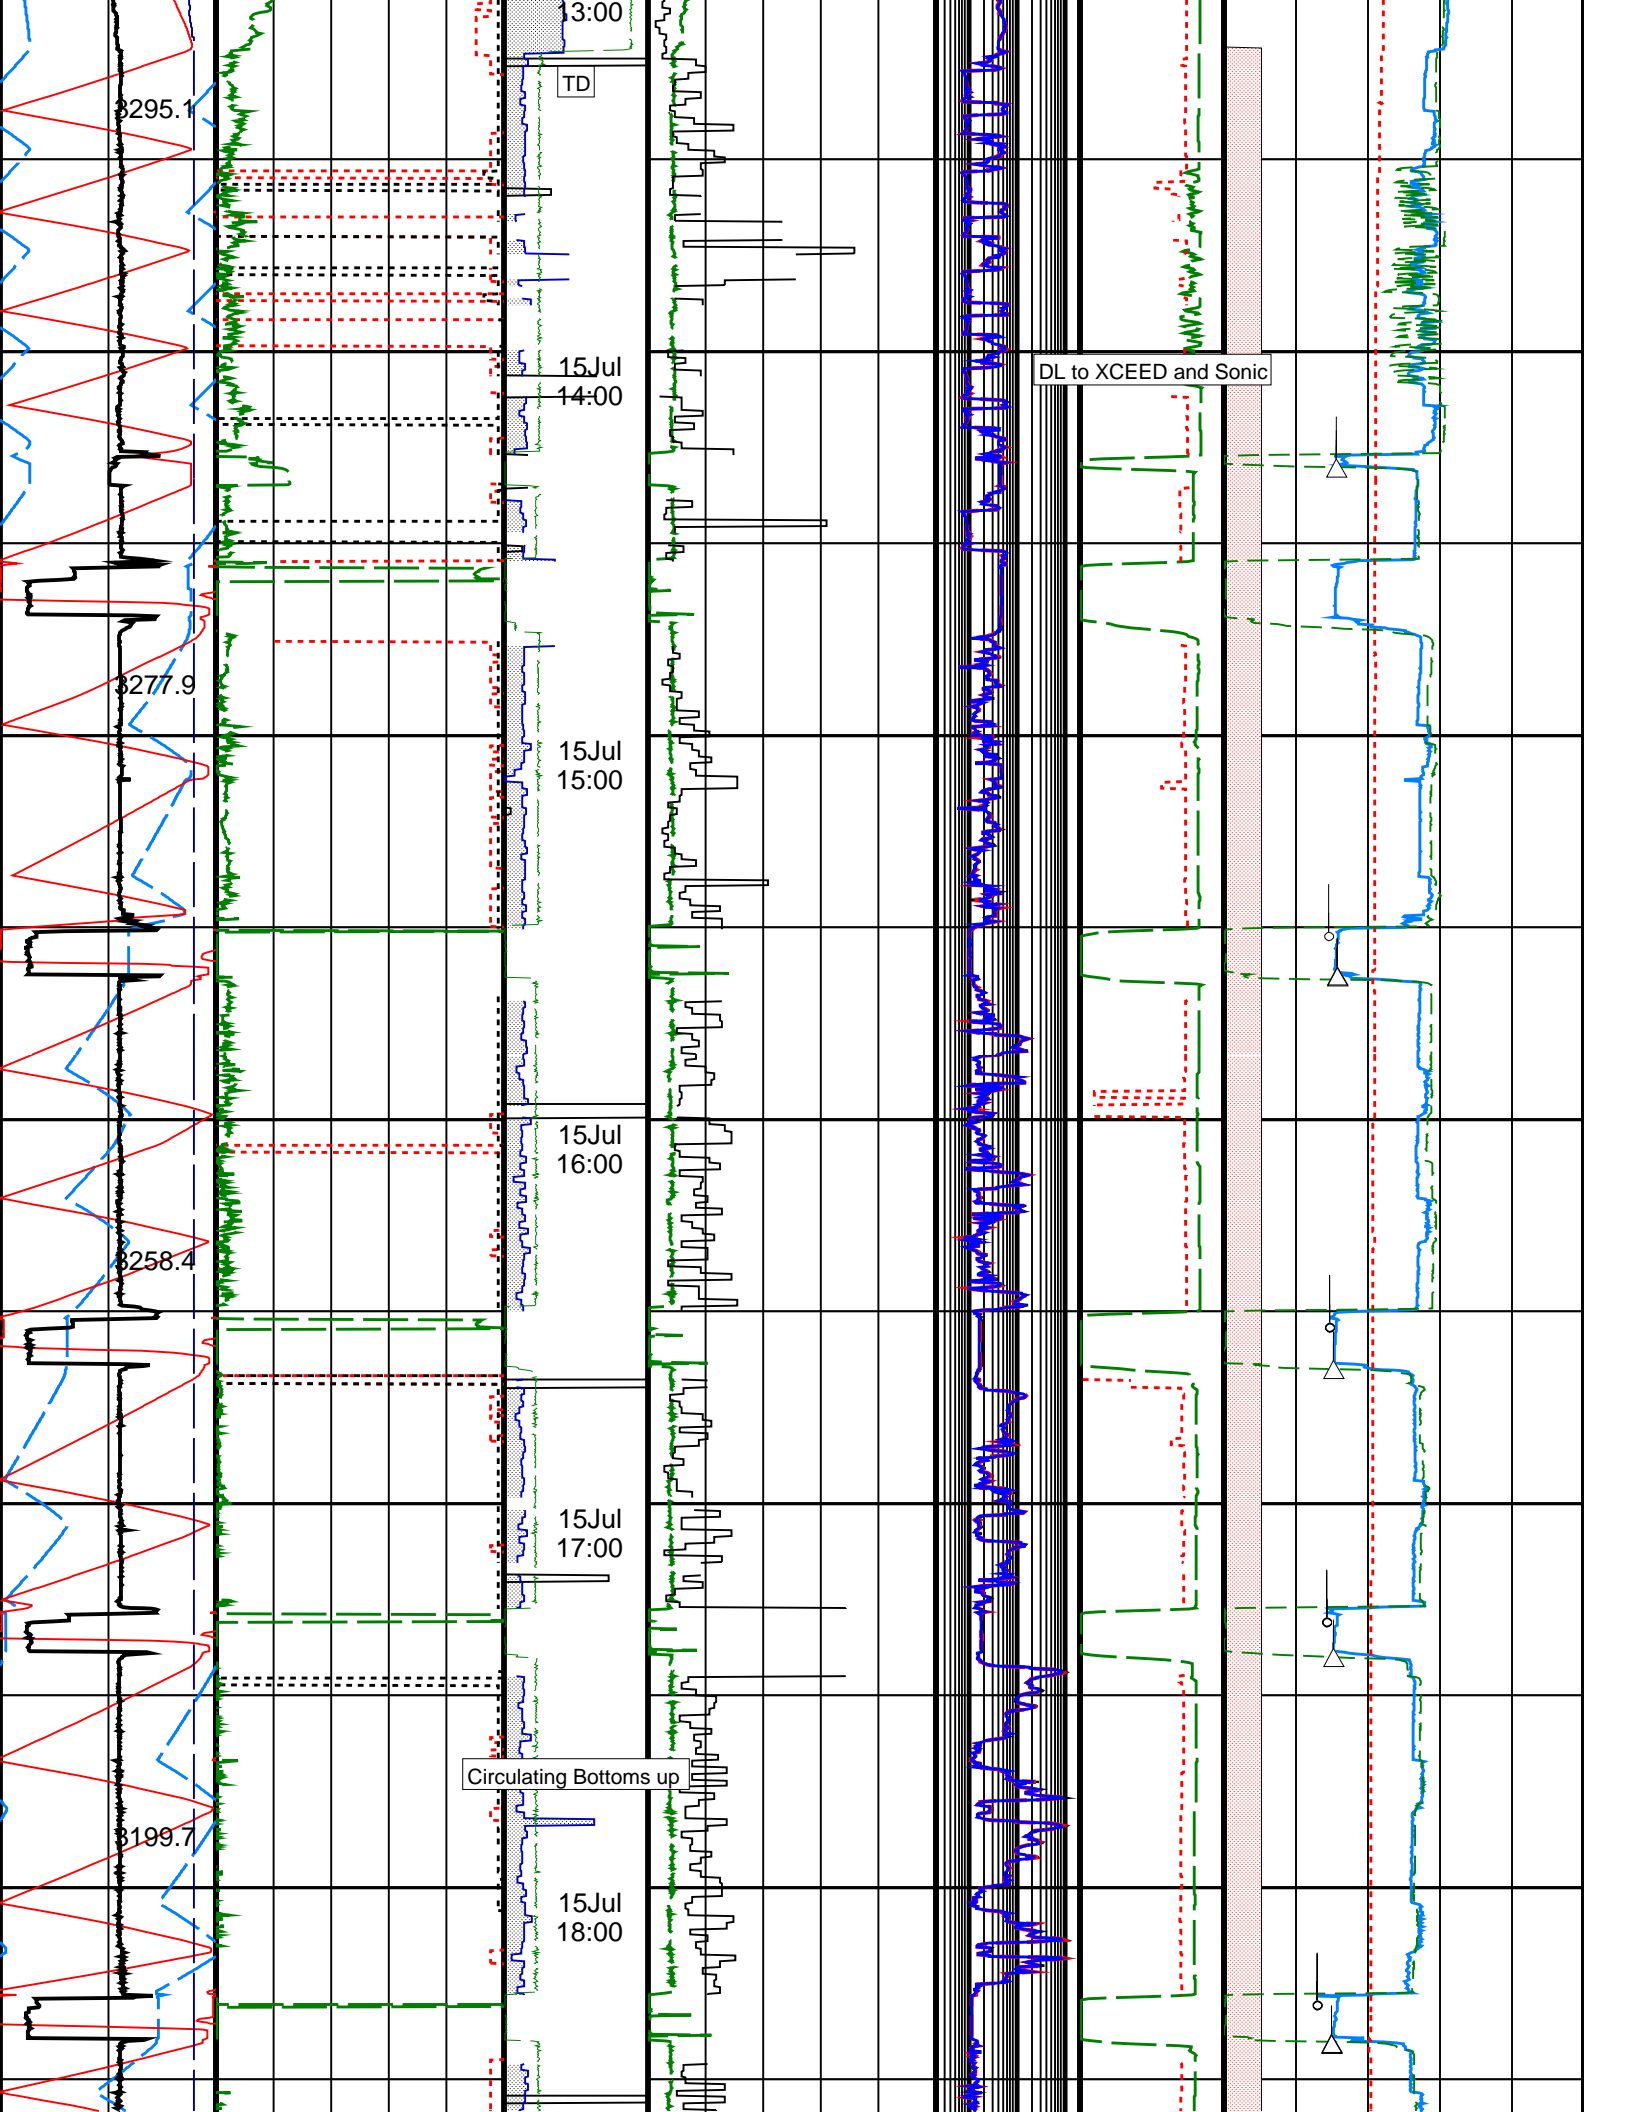 13:00
TD
3295.1
15Jul
14:00
DL to XCEED and Sonic
3277.9
15Jul
15:00
15Jul
16:00
3258.4
15Jul
17:00
Circulating Bottoms up
3199.7
15Jul
18:00